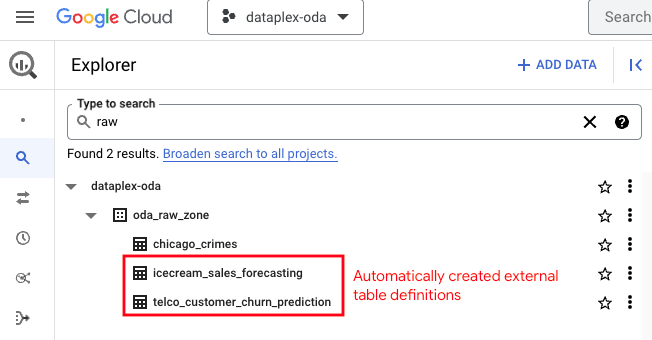 Google Cloud
dataplex-oda
Search
Explorer
ADD DATA
Type to search
raw
Found 2 results. Broaden search to all projects.
dataplex-oda
oda_raw_zone
chicago_crimes
icecream_sales_forecasting
telco_customer_churn_prediction
Automatically created external
table definitions